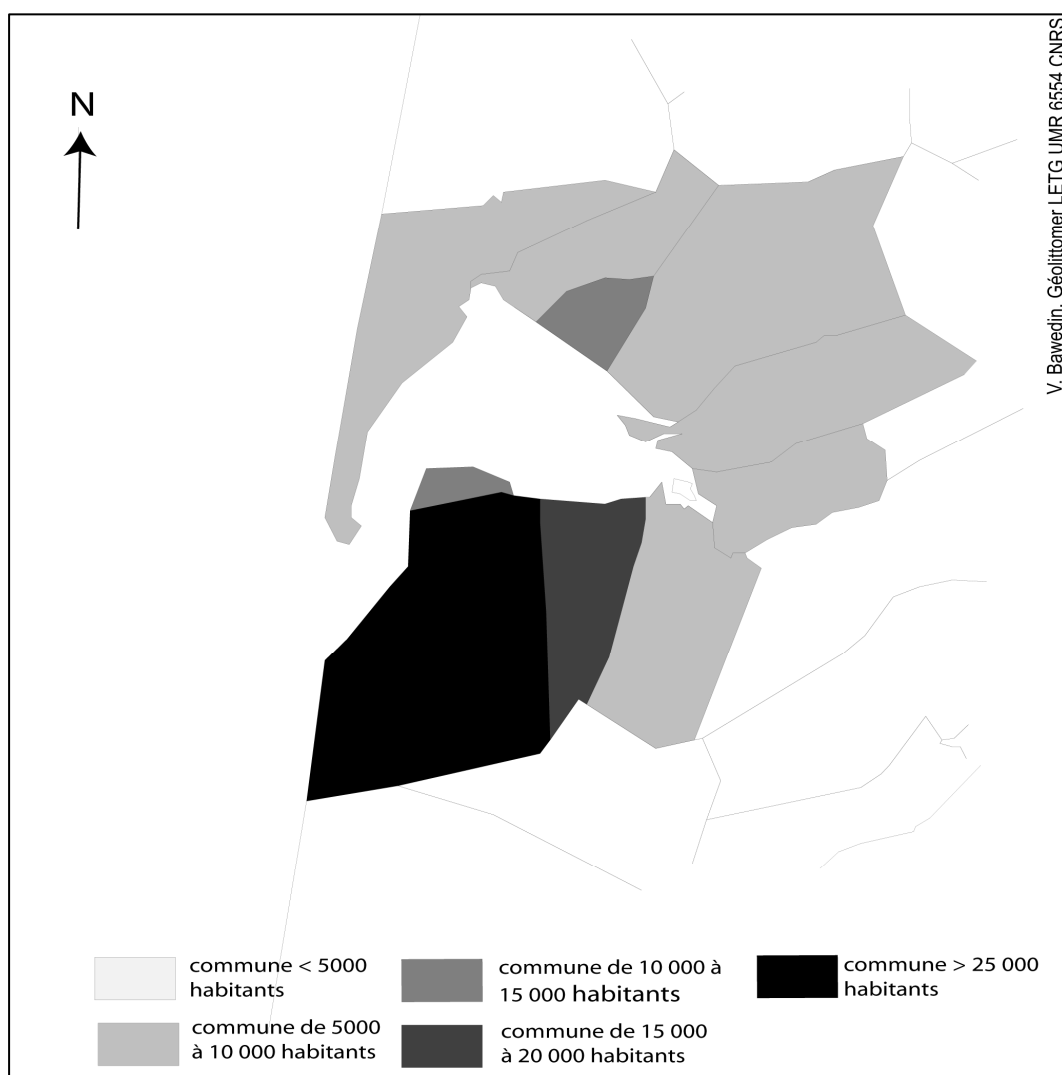 N
V. Bawedin, Géolittomer LETG UMR 6554 CNRS
commune < 5000
habitants
commune de 5000
à 10 000 habitants
commune de 10 000 à
15 000 habitants
commune de 15 000
à 20 000 habitants
commune > 25 000
habitants